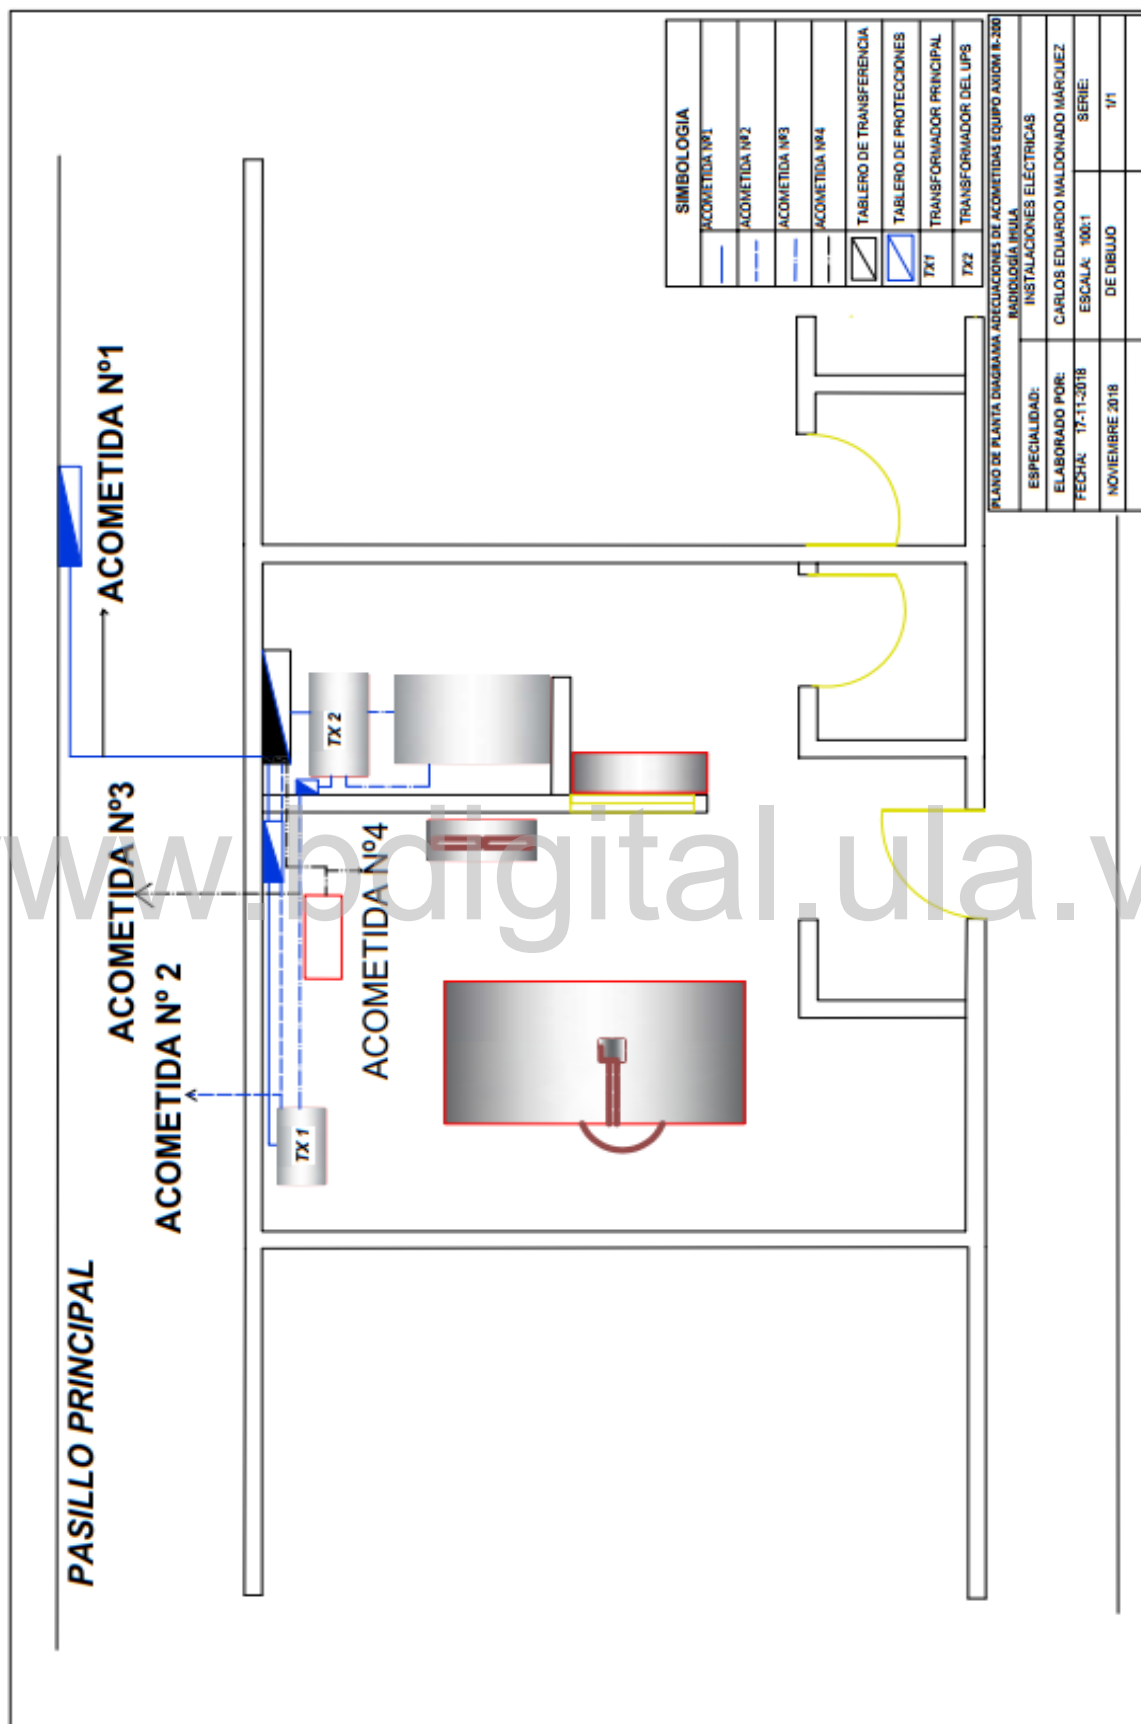 PASILLO PRINCIPAL
ACOMETIDA Nº1
ACOMETIDA Nº3
ACOMETIDA Nº 2
ACOMETIDA Nº4
TX 2
TX 1
SIMBOLOGIA
ACOMETIDA Nº1
ACOMETIDA Nº2
ACOMETIDA Nº3
ACOMETIDA Nº4
TABLERO DE TRANSFERENCIA
TABLERO DE PROTECCIONES
TX1 TRANSFORMADOR PRINCIPAL
TX2 TRANSFORMADOR DEL UPS
PLANO DE PLANTA DIAGRAMA ADECUACIONES DE ACOMETIDAS EQUIPO AXIOM R-200
RADIOLOGÍA IHULA
ESPECIALIDAD: INSTALACIONES ELÉCTRICAS
ELABORADO POR: CARLOS EDUARDO MALDONADO MÁRQUEZ
FECHA: 17-11-2018 ESCALA: 100:1 SERIE:
NOVIEMBRE 2018 DE DIBUJO 1/1
ww.bdigital.ula.v